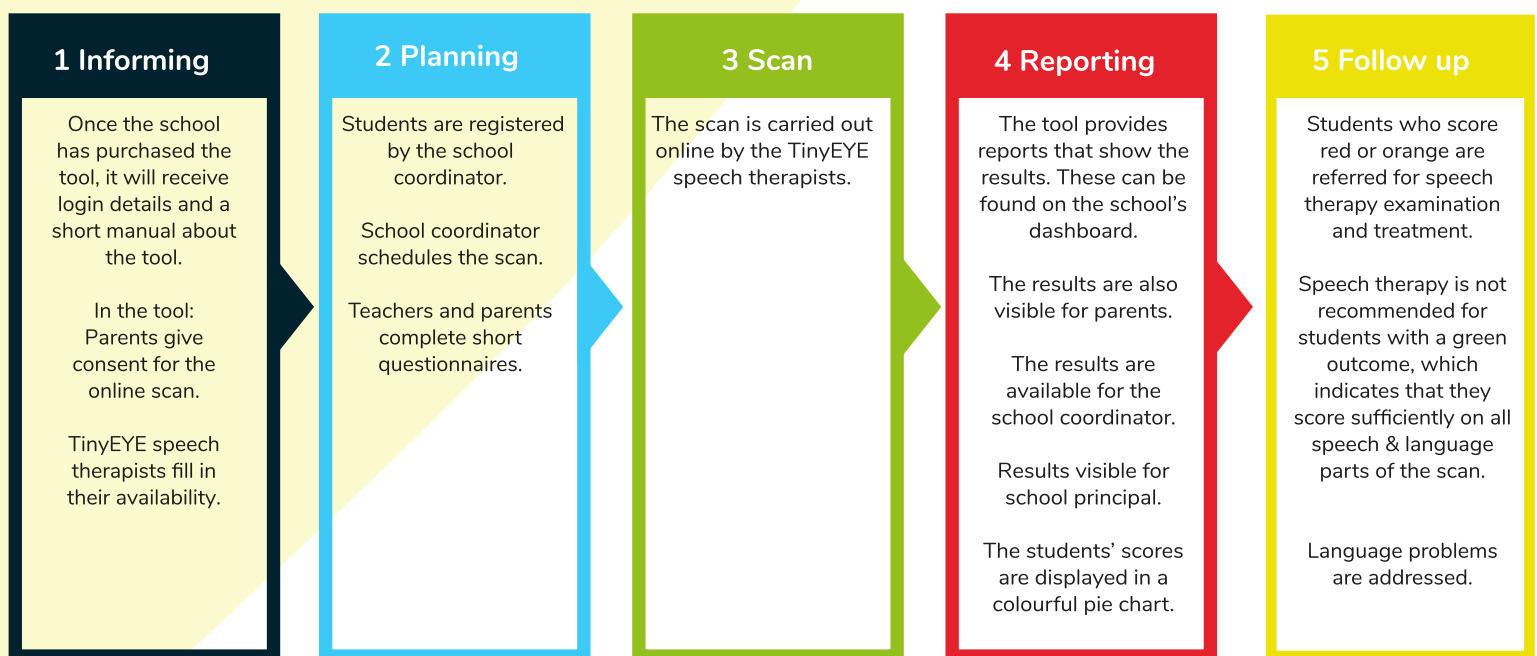 1 Informing
Once the school
has purchased the
tool, it will receive
login details and a
short manual about
the tool.
In the tool:
Parents give
consent for the
online scan.
TinyEYE speech
therapists fill in
their availability.
2 Planning
Students are registered
by the school
coordinator.
School coordinator
schedules the scan.
Teachers and parents
complete short
questionnaires.
3 Scan
The scan is carried out
online by the TinyEYE
speech therapists.
4 Reporting
The tool provides
reports that show the
results. These can be
found on the school’s
dashboard.
The results are also
visible for parents.
The results are
available for the
school coordinator.
Results visible for
school principal.
The students’ scores
are displayed in a
colourful pie chart.
5 Follow up
Students who score
red or orange are
referred for speech
therapy examination
and treatment.
Speech therapy is not
recommended for
students with a green
outcome, which
indicates that they
score sufficiently on all
speech & language
parts of the scan.
Language problems
are addressed.